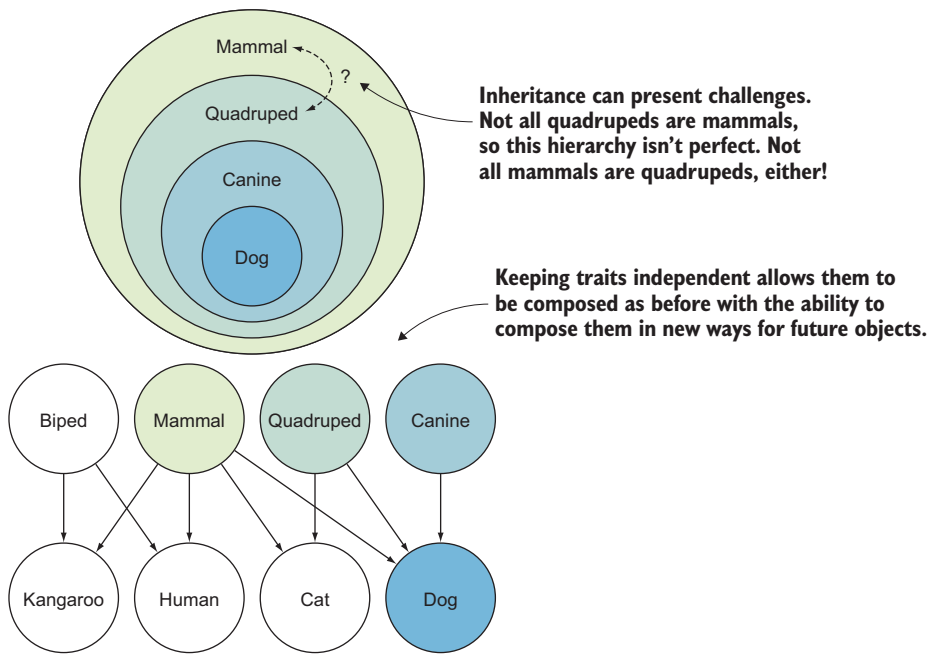 Mammal
?
Quadruped
Canine
Dog
Inheritance can present challenges.
Not all quadrupeds are mammals,
so this hierarchy isn’t perfect. Not
all mammals are quadrupeds, either!
Keeping traits independent allows them to
be composed as before with the ability to
compose them in new ways for future objects.
Biped
Mammal
Quadruped
Canine
Kangaroo
Human
Cat
Dog